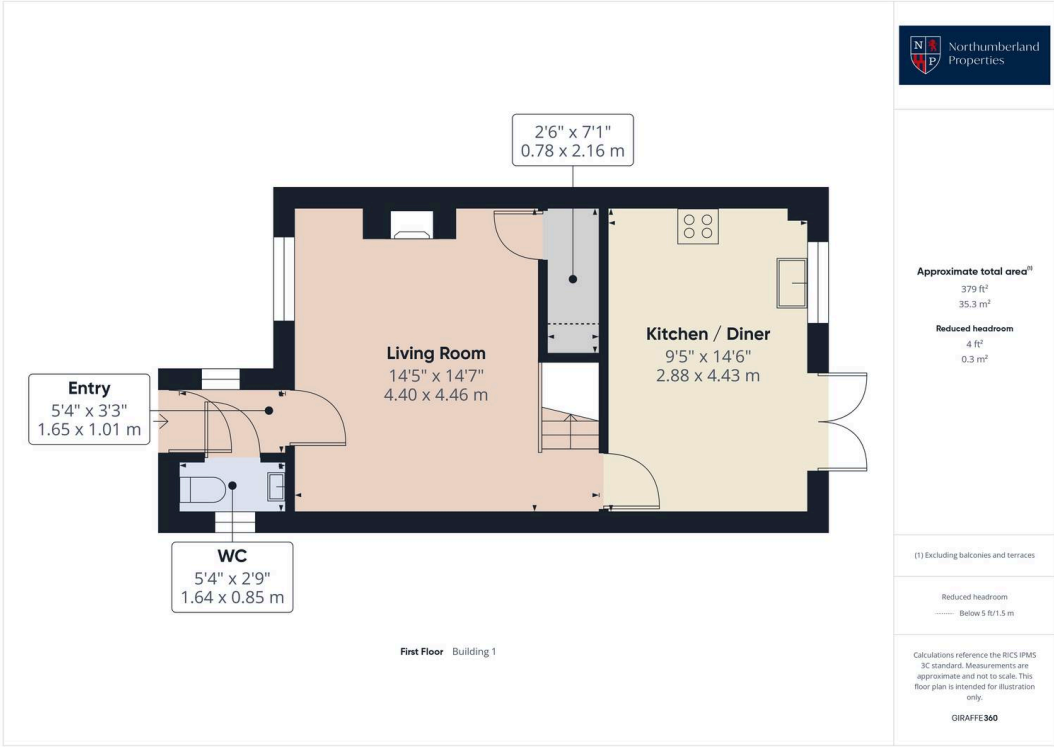 N P
Northumberland
Properties
2'6" x 7'1"
0.78 x 2.16 m
Living Room
14'5" x 14'7"
4.40 x 4.46 m
Kitchen / Diner
9'5" x 14'6"
2.88 x 4.43 m
Entry
5'4" x 3'3"
1.65 x 1.01 m
WC
5'4" x 2'9"
1.64 x 0.85 m
First Floor Building 1
Approximate total area(1)
379 ft²
35.3 m²
Reduced headroom
4 ft²
0.3 m²
(1) Excluding balconies and terraces
Reduced headroom
Below 5 ft/1.5 m
Calculations reference the RICS IPMS
3C standard. Measurements are
approximate and not to scale. This
floor plan is intended for illustration
only.
GIRAFFE360